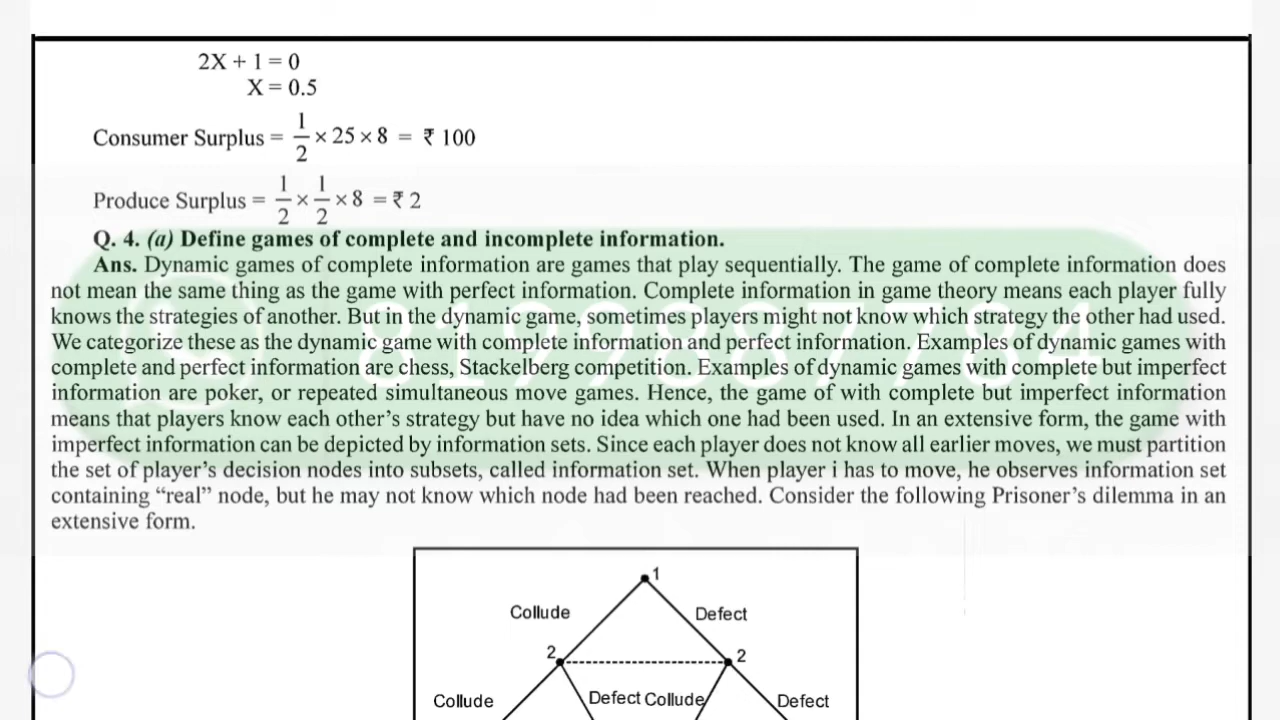 2X + 1 = 0
X = 0.5
Consumer Surplus = 1/2 × 25 × 8 = ₹ 100
Produce Surplus = 1/2 × 1/2 × 8 = ₹ 2
Q. 4. (a) Define games of complete and incomplete information.
Ans. Dynamic games of complete information are games that play sequentially. The game of complete information does
not mean the same thing as the game with perfect information. Complete information in game theory means each player fully
knows the strategies of another. But in the dynamic game, sometimes players might not know which strategy the other had used.
We categorize these as the dynamic game with complete information and perfect information. Examples of dynamic games with
complete and perfect information are chess, Stackelberg competition. Examples of dynamic games with complete but imperfect
information are poker, or repeated simultaneous move games. Hence, the game of with complete but imperfect information
means that players know each other's strategy but have no idea which one had been used. In an extensive form, the game with
imperfect information can be depicted by information sets. Since each player does not know all earlier moves, we must partition
the set of player's decision nodes into subsets, called information set. When player i has to move, he observes information set
containing “real” node, but he may not know which node had been reached. Consider the following Prisoner's dilemma in an
extensive form.
1
Collude Defect
2 2
Collude Defect Collude Defect